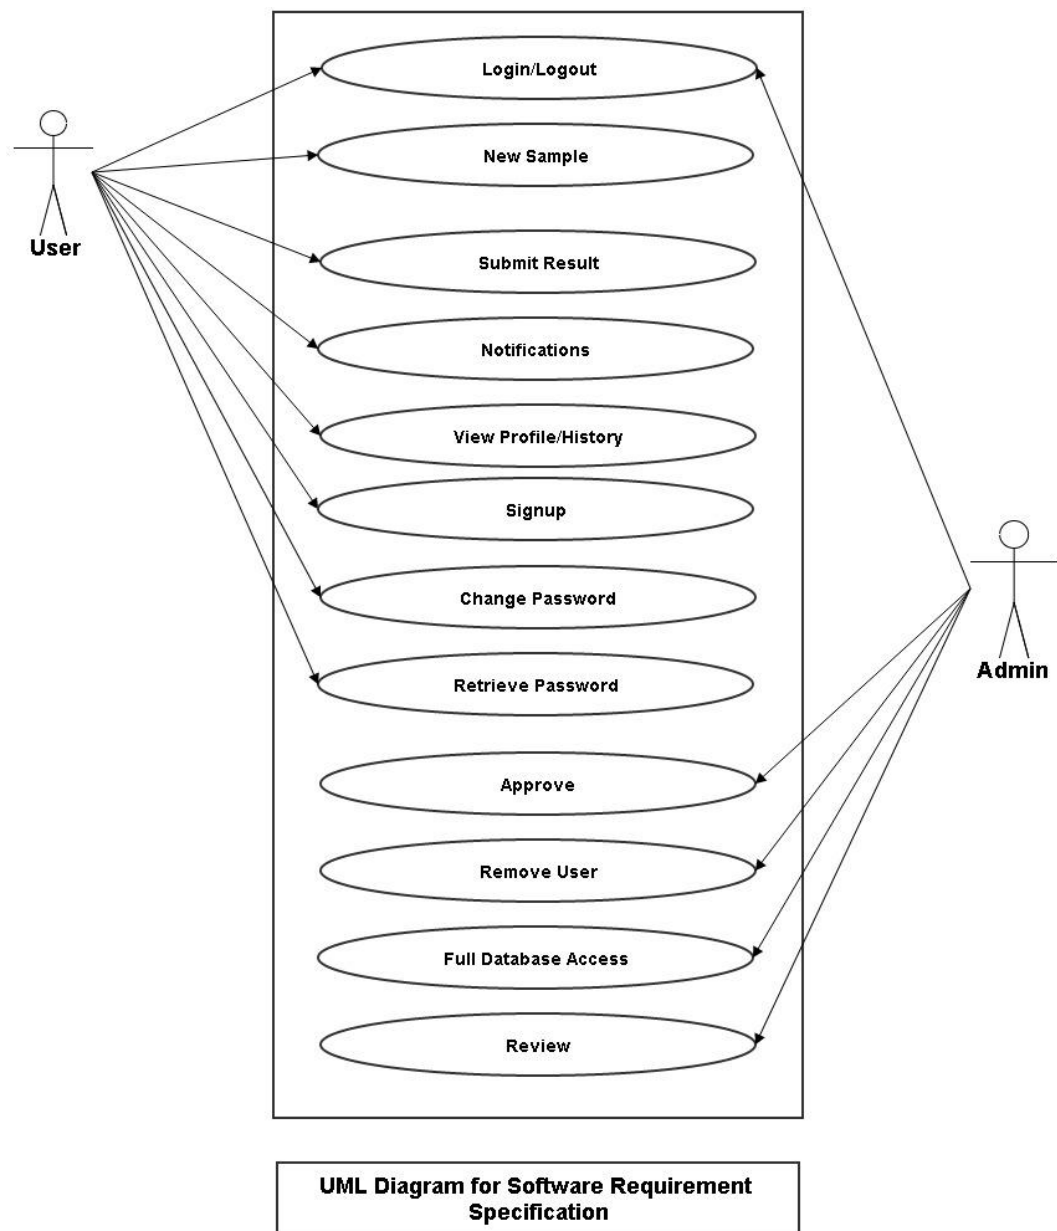 Login/Logout
New Sample
User
Submit Result
Notifications
View Profile/History
Signup
Change Password
Admin
Retrieve Password
Approve
Remove User
Full Database Access
Review
UML Diagram for Software Requirement
Specification